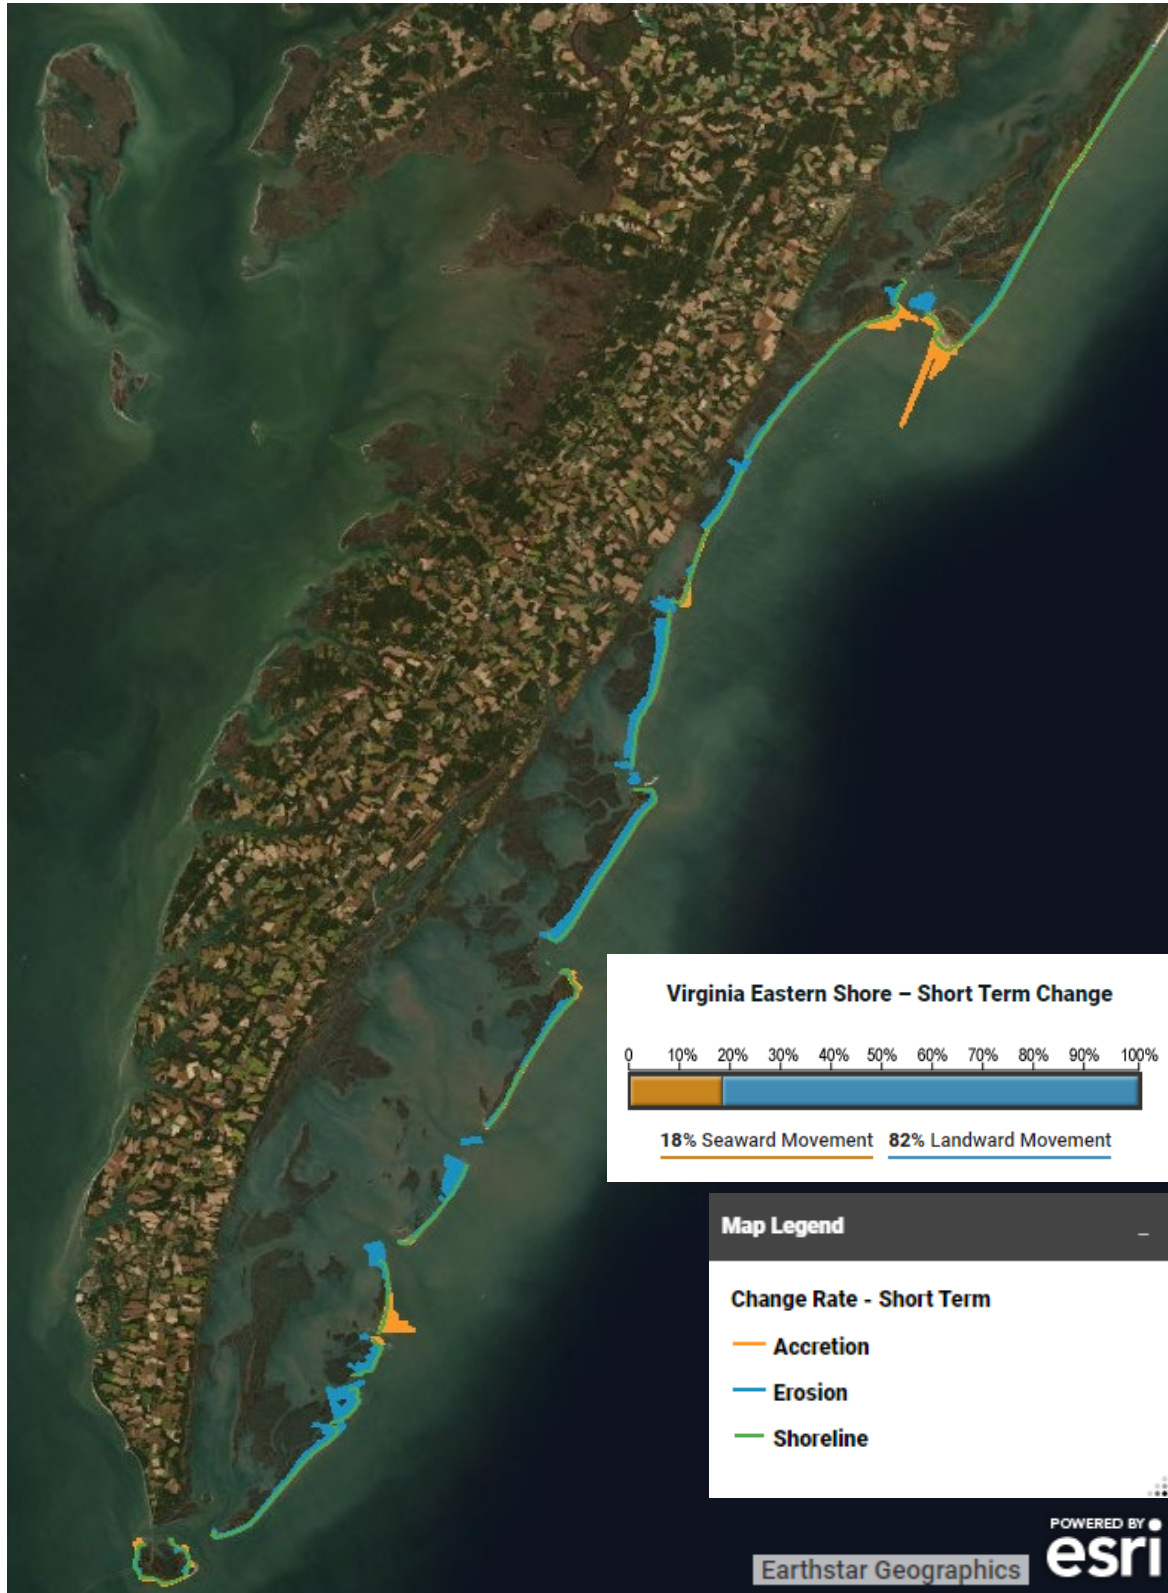 Virginia Eastern Shore – Short Term Change
0 10% 20% 30% 40% 50% 60% 70% 80% 90% 100%
18% Seaward Movement 82% Landward Movement
Map Legend _
Change Rate - Short Term
Accretion
Erosion
Shoreline
POWERED BY
esri
Earthstar Geographics